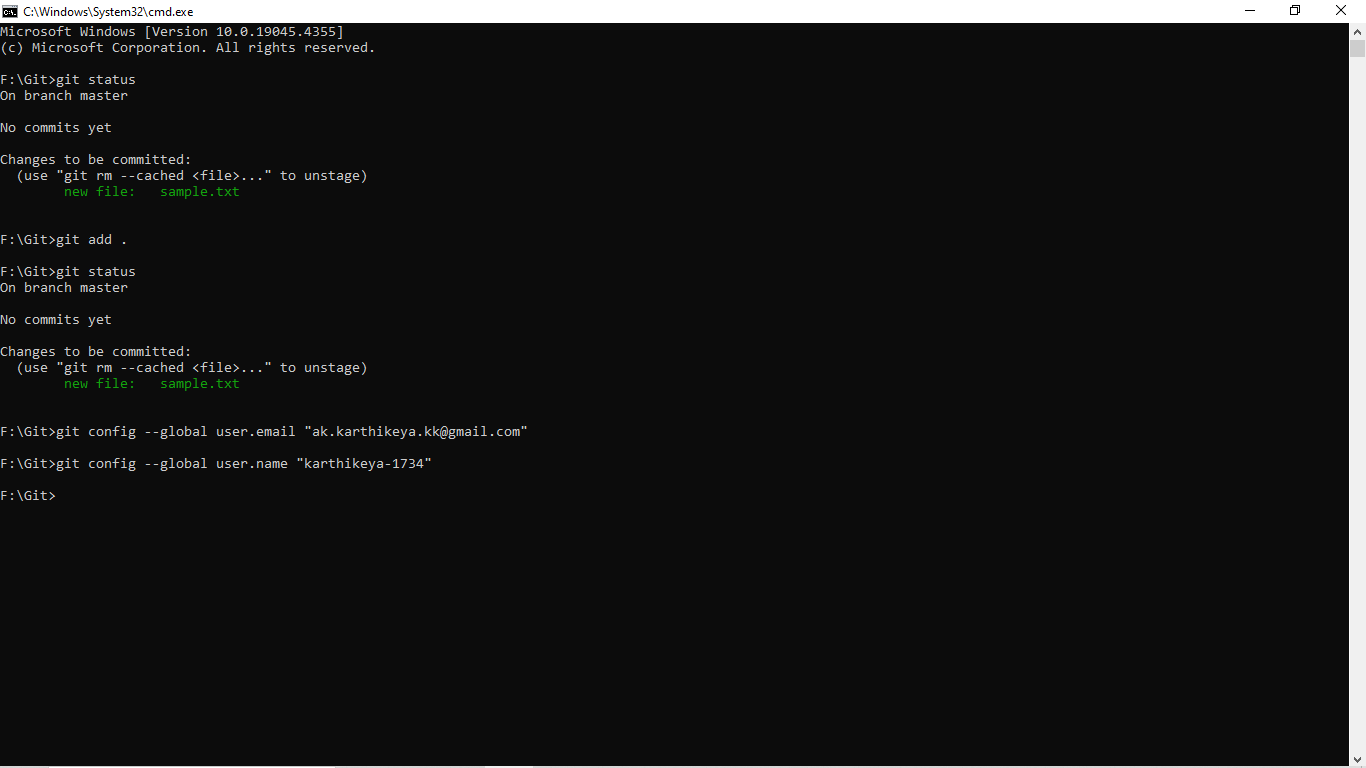 C:\Windows\System32\cmd.exe
Microsoft Windows [Version 10.0.19045.4355]
(c) Microsoft Corporation. All rights reserved.
F:\Git>git status
On branch master
No commits yet
Changes to be committed:
  (use "git rm --cached <file>..." to unstage)
        new file:   sample.txt
F:\Git>git add .
F:\Git>git status
On branch master
No commits yet
Changes to be committed:
  (use "git rm --cached <file>..." to unstage)
        new file:   sample.txt
F:\Git>git config --global user.email "ak.karthikeya.kk@gmail.com"
F:\Git>git config --global user.name "karthikeya-1734"
F:\Git>